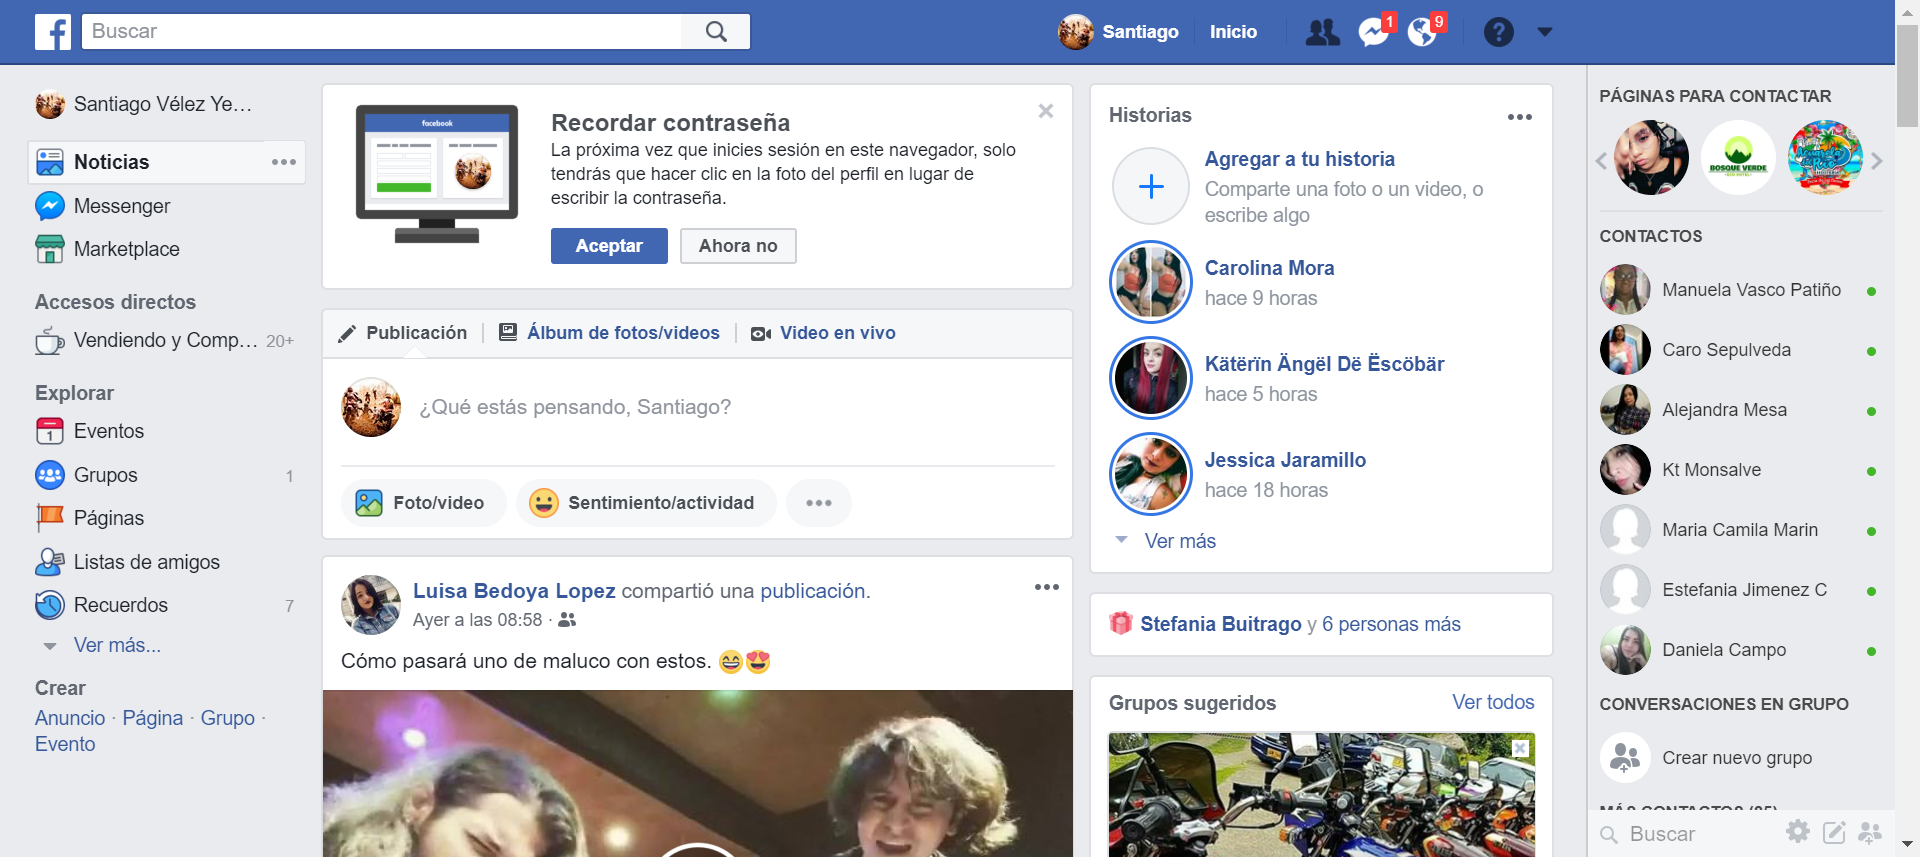 Buscar
Santiago
Inicio
1
9
Santiago Vélez Ye...
Noticias
Messenger
Marketplace
Accesos directos
Vendiendo y Comp... 20+
Explorar
1 Eventos
Grupos 1
Páginas
Listas de amigos
Recuerdos 7
Ver más...
Crear
Anuncio · Página · Grupo ·
Evento
facebook
Recordar contraseña
La próxima vez que inicies sesión en este navegador, solo
tendrás que hacer clic en la foto del perfil en lugar de
escribir la contraseña.
Aceptar
Ahora no
Publicación
Álbum de fotos/videos
Video en vivo
¿Qué estás pensando, Santiago?
Foto/video
Sentimiento/actividad
Luisa Bedoya Lopez compartió una publicación.
Ayer a las 08:58 ·
Cómo pasará uno de maluco con estos. 😄😍
Historias
Agregar a tu historia
Comparte una foto o un video, o
escribe algo
Carolina Mora
hace 9 horas
Kätërïn Ängël Dë Ëscöbär
hace 5 horas
Jessica Jaramillo
hace 18 horas
Ver más
Stefania Buitrago y 6 personas más
Grupos sugeridos
Ver todos
PÁGINAS PARA CONTACTAR
BOSQUE VERDE
CONTACTOS
Manuela Vasco Patiño
Caro Sepulveda
Alejandra Mesa
Kt Monsalve
Maria Camila Marin
Estefania Jimenez C
Daniela Campo
CONVERSACIONES EN GRUPO
Crear nuevo grupo
MÁS CONTACTOS (85)
Buscar